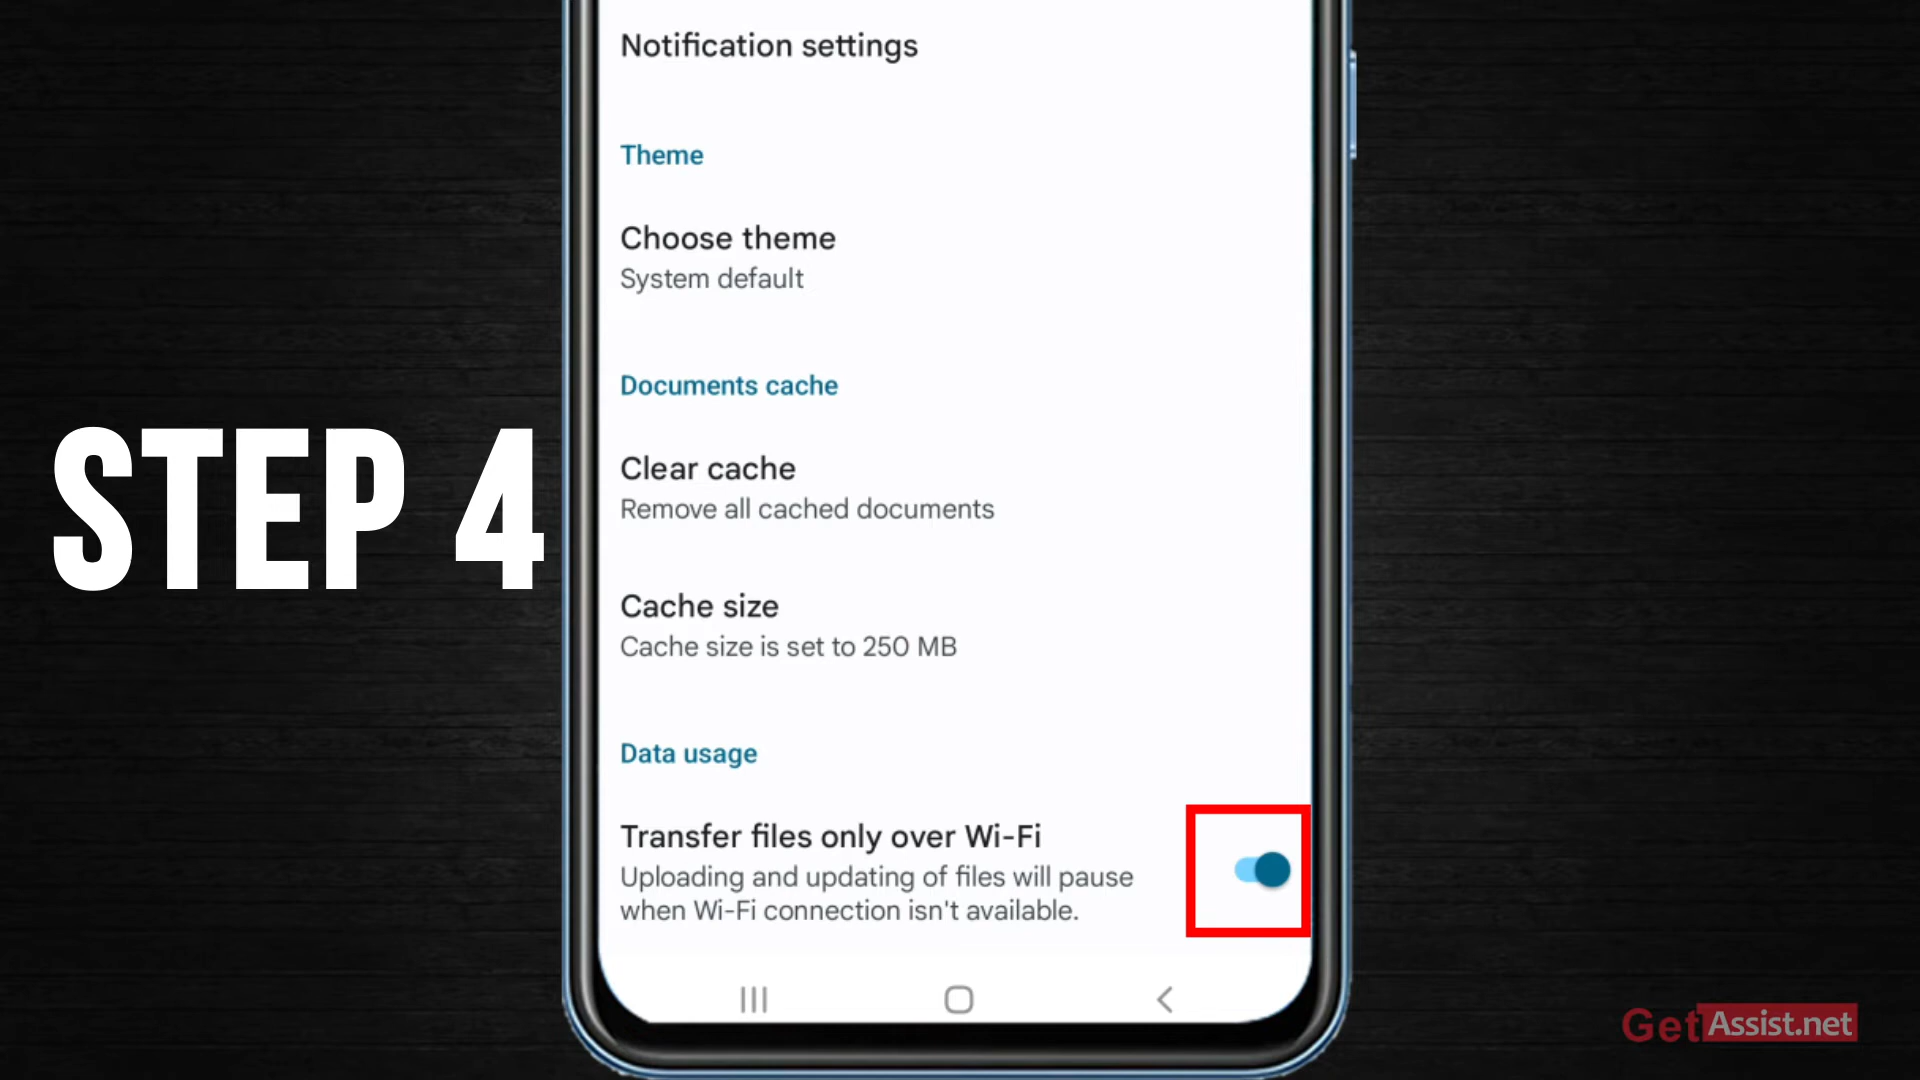 Notification settings
Theme
Choose theme
System default
Documents cache
Clear cache
Remove all cached documents
STEP 4
Cache size
Cache size is set to 250 MB
Data usage
Transfer files only over Wi-Fi
Uploading and updating of files will pause
when Wi-Fi connection isn't available.
GetAssist.net